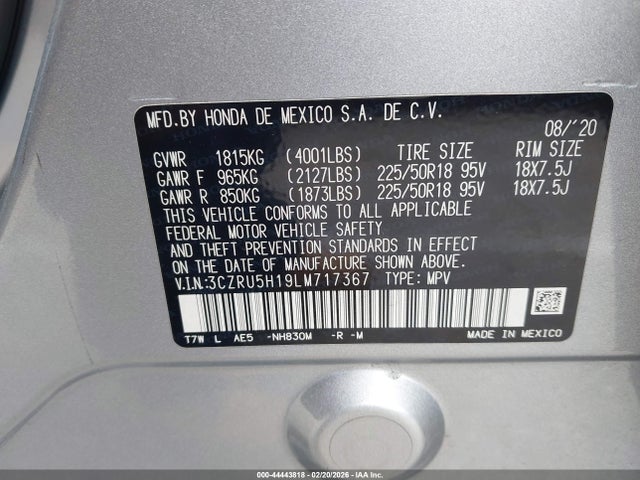 MFD.BY HONDA DE MEXICO S.A. DE C.V.
08/'20
GVWR 1815KG (4001LBS) TIRE SIZE RIM SIZE
GAWR F 965KG (2127LBS) 225/50R18 95V 18X7.5J
GAWR R 850KG (1873LBS) 225/50R18 95V 18X7.5J
THIS VEHICLE CONFORMS TO ALL APPLICABLE
FEDERAL MOTOR VEHICLE SAFETY
AND THEFT PREVENTION STANDARDS IN EFFECT
ON THE DATE OF MANUFACTURE SHOWN ABOVE.
V.I.N.:3CZRU5H19LM717367 TYPE: MPV
T7W L AE5 -NH830M -R -M
MADE IN MEXICO
000-44443818 - 02/20/2026 - IAA, Inc.